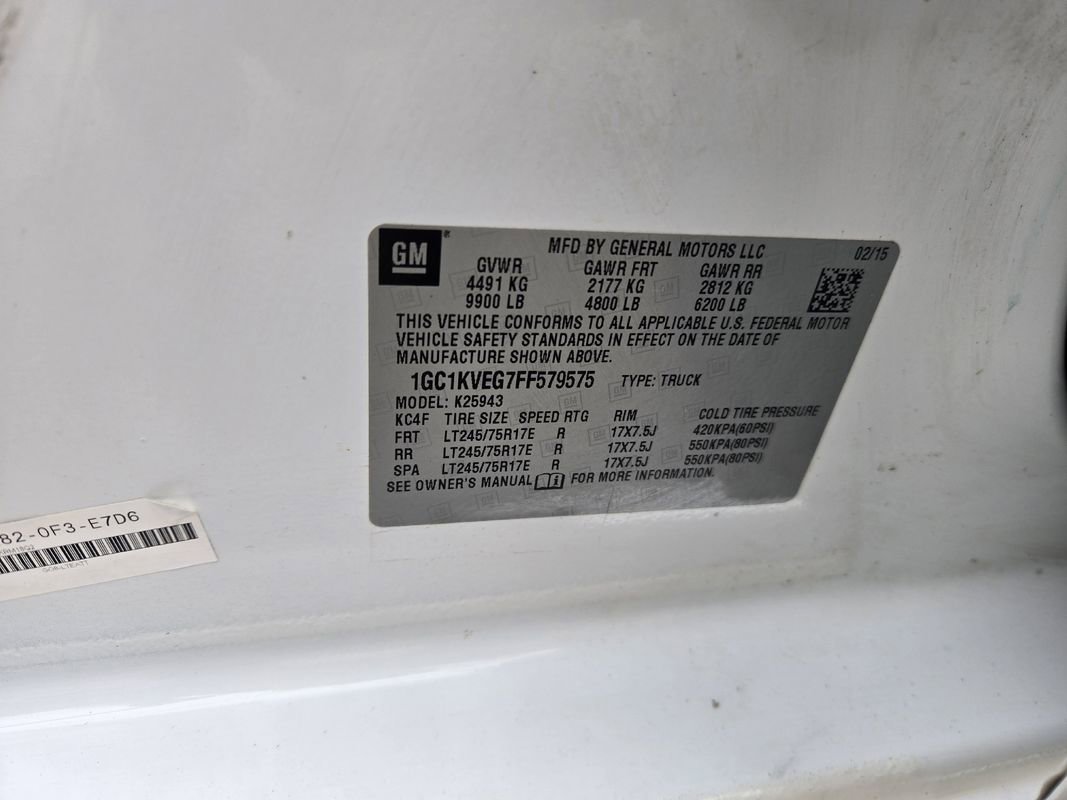 GM
MFD BY GENERAL MOTORS LLC 02/15
GVWR GAWR FRT GAWR RR
4491 KG 2177 KG 2812 KG
9900 LB 4800 LB 6200 LB
THIS VEHICLE CONFORMS TO ALL APPLICABLE U.S. FEDERAL MOTOR
VEHICLE SAFETY STANDARDS IN EFFECT ON THE DATE OF
MANUFACTURE SHOWN ABOVE.
1GC1KVEG7FF579575 TYPE: TRUCK
MODEL: K25943
KC4F TIRE SIZE SPEED RTG RIM COLD TIRE PRESSURE
FRT LT245/75R17E R 17X7.5J 420KPA(60PSI)
RR LT245/75R17E R 17X7.5J 550KPA(80PSI)
SPA LT245/75R17E R 17X7.5J 550KPA(80PSI)
SEE OWNER'S MANUAL FOR MORE INFORMATION.
82-0F3-E7D6